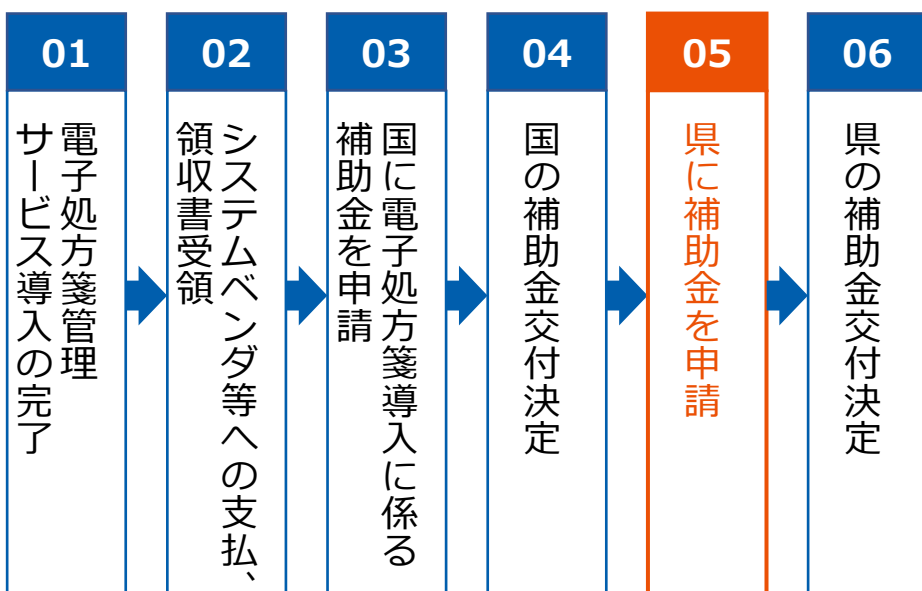 01
電子処方箋管理
サービス導入の完了
02
システムベンダ等への支払、
領収書受領
03
国に電子処方箋導入に係る
補助金を申請
04
国の補助金交付決定
05
県に補助金を申請
06
県の補助金交付決定